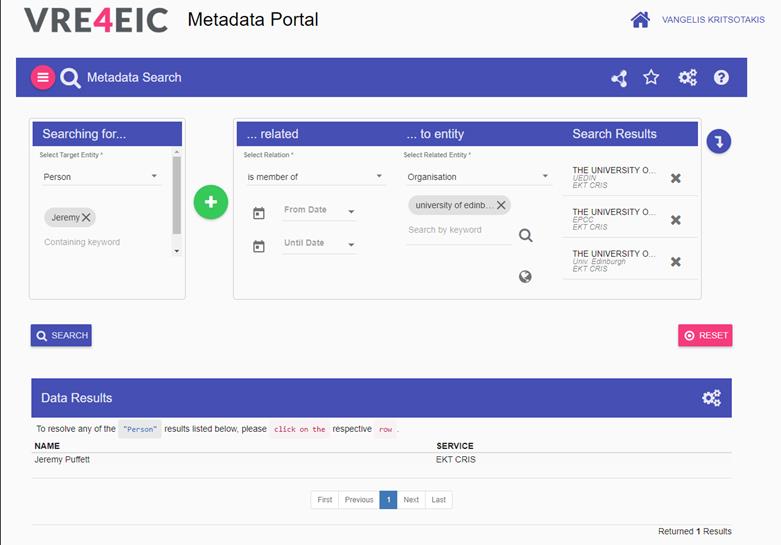 VRE4EIC Metadata Portal
VANGELIS KRITSOTAKIS
Metadata Search
Searching for...
Select Target Entity *
Person
Jeremy
Containing keyword
... related
Select Relation *
is member of
From Date
Until Date
... to entity
Select Related Entity *
Organisation
university of edinb...
Search by keyword
Search Results
THE UNIVERSITY O...
UEDIN
EKT CRIS
THE UNIVERSITY O...
EPCC
EKT CRIS
THE UNIVERSITY O...
Univ. Edinburgh
EKT CRIS
SEARCH
RESET
Data Results
To resolve any of the "Person" results listed below, please click on the respective row .
NAME SERVICE
Jeremy Puffett EKT CRIS
First Previous 1 Next Last
Returned 1 Results